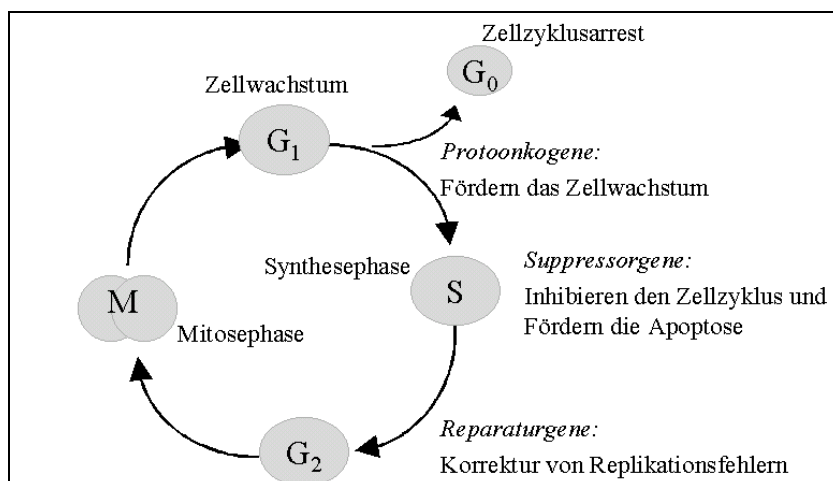 Zellzyklusarrest
G0
Zellwachstum
G1
Protoonkogene:
Fördern das Zellwachstum
Synthesephase
S
Suppressorgene:
Inhibieren den Zellzyklus und
Fördern die Apoptose
M
Mitosephase
G2
Reparaturgene:
Korrektur von Replikationsfehlern